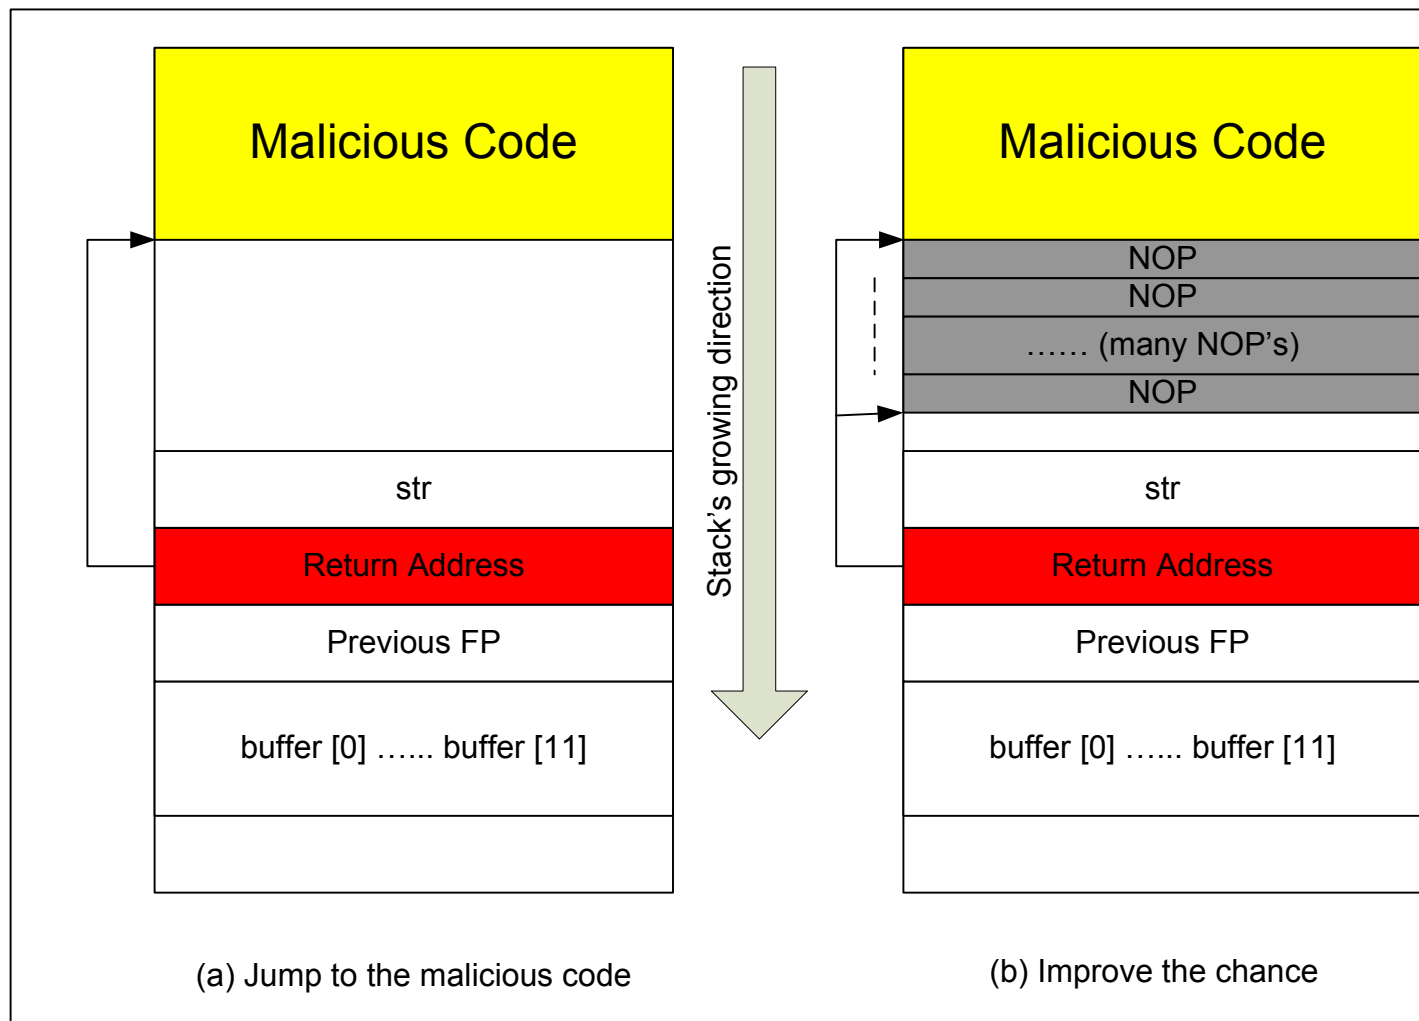 Malicious Code
str
Return Address
Previous FP
buffer [0] …... buffer [11]
(a) Jump to the malicious code
Stack’s growing direction
Malicious Code
NOP
NOP
…… (many NOP’s)
NOP
str
Return Address
Previous FP
buffer [0] …... buffer [11]
(b) Improve the chance